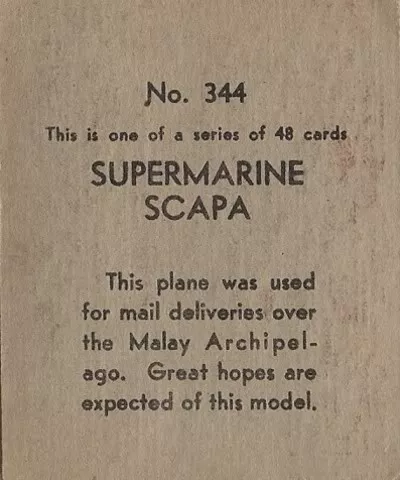 No. 344
This is one of a series of 48 cards
SUPERMARINE
SCAPA
This plane was used
for mail deliveries over
the Malay Archipel-
ago. Great hopes are
expected of this model.